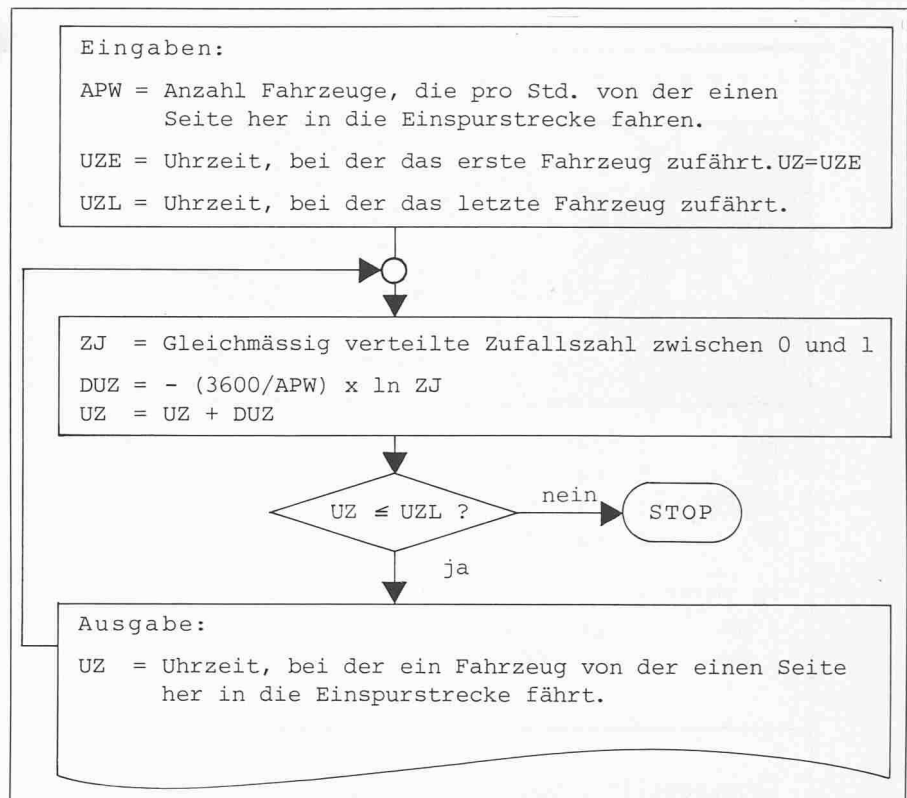 Eingaben:
APW = Anzahl Fahrzeuge, die pro Std. von der einen
Seite her in die Einspurstrecke fahren.
UZE = Uhrzeit, bei der das erste Fahrzeug zufährt. UZ=UZE
UZL = Uhrzeit, bei der das letzte Fahrzeug zufährt.
ZJ = Gleichmässig verteilte Zufallszahl zwischen 0 und 1
DUZ = - (3600/APW) x ln ZJ
UZ = UZ + DUZ
UZ ≦ UZL ?
nein
STOP
ja
Ausgabe:
UZ = Uhrzeit, bei der ein Fahrzeug von der einen Seite
her in die Einspurstrecke fährt.